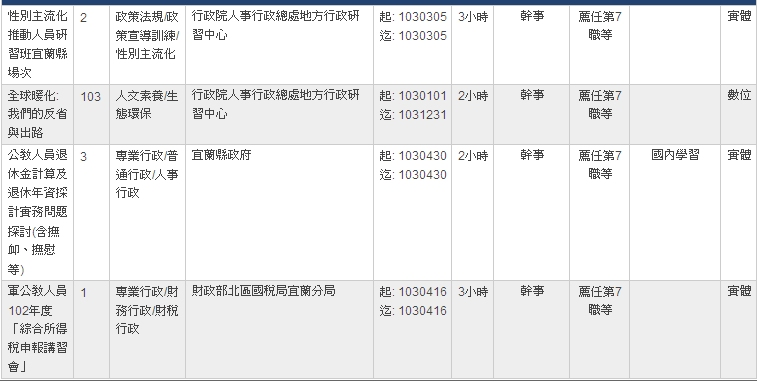 性別主流化
推動人員研
習班宜蘭縣
場次
2
政策法規/政
策宣導訓練/
性別主流化
行政院人事行政總處地方行政研
習中心
起: 1030305
迄: 1030305
3小時
幹事
薦任第7
職等
實體
全球暖化:
我們的反省
與出路
103
人文素養/生
態環保
行政院人事行政總處地方行政研
習中心
起: 1030101
迄: 1031231
2小時
幹事
薦任第7
職等
數位
公教人員退
休金計算及
退休年資採
計實務問題
探討(含撫
卹、撫慰
等)
3
專業行政/普
通行政/人事
行政
宜蘭縣政府
起: 1030430
迄: 1030430
2小時
幹事
薦任第7
職等
國內學習
實體
軍公教人員
102年度
「綜合所得
稅申報講習
會」
1
專業行政/財
務行政/財稅
行政
財政部北區國稅局宜蘭分局
起: 1030416
迄: 1030416
3小時
幹事
薦任第7
職等
實體